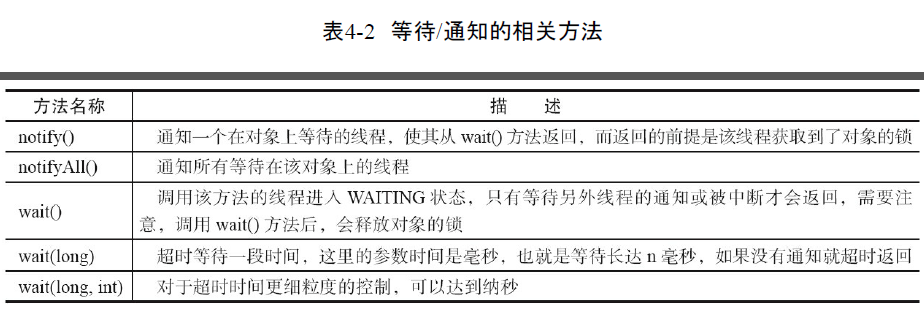 表4-2 等待/通知的相关方法
方法名称 描 述
notify() 通知一个在对象上等待的线程，使其从 wait() 方法返回，而返回的前提是该线程获取到了对象的锁
notifyAll() 通知所有等待在该对象上的线程
wait() 调用该方法的线程进入 WAITING 状态，只有等待另外线程的通知或被中断才会返回，需要注
意，调用 wait() 方法后，会释放对象的锁
wait(long) 超时等待一段时间，这里的参数时间是毫秒，也就是等待长达 n 毫秒，如果没有通知就超时返回
wait(long, int) 对于超时时间更细粒度的控制，可以达到纳秒